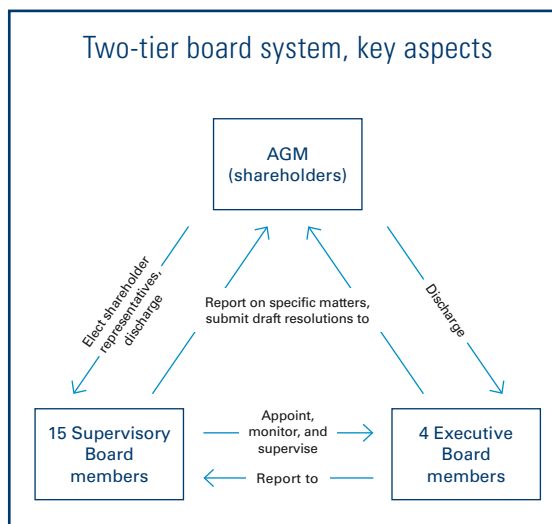 Two-tier board system, key aspects
AGM
(shareholders)
Elect shareholder
representatives,
discharge
Report on specific matters,
submit draft resolutions to
Discharge
15 Supervisory
Board
members
Appoint,
monitor, and
supervise
Report to
4 Executive
Board
members